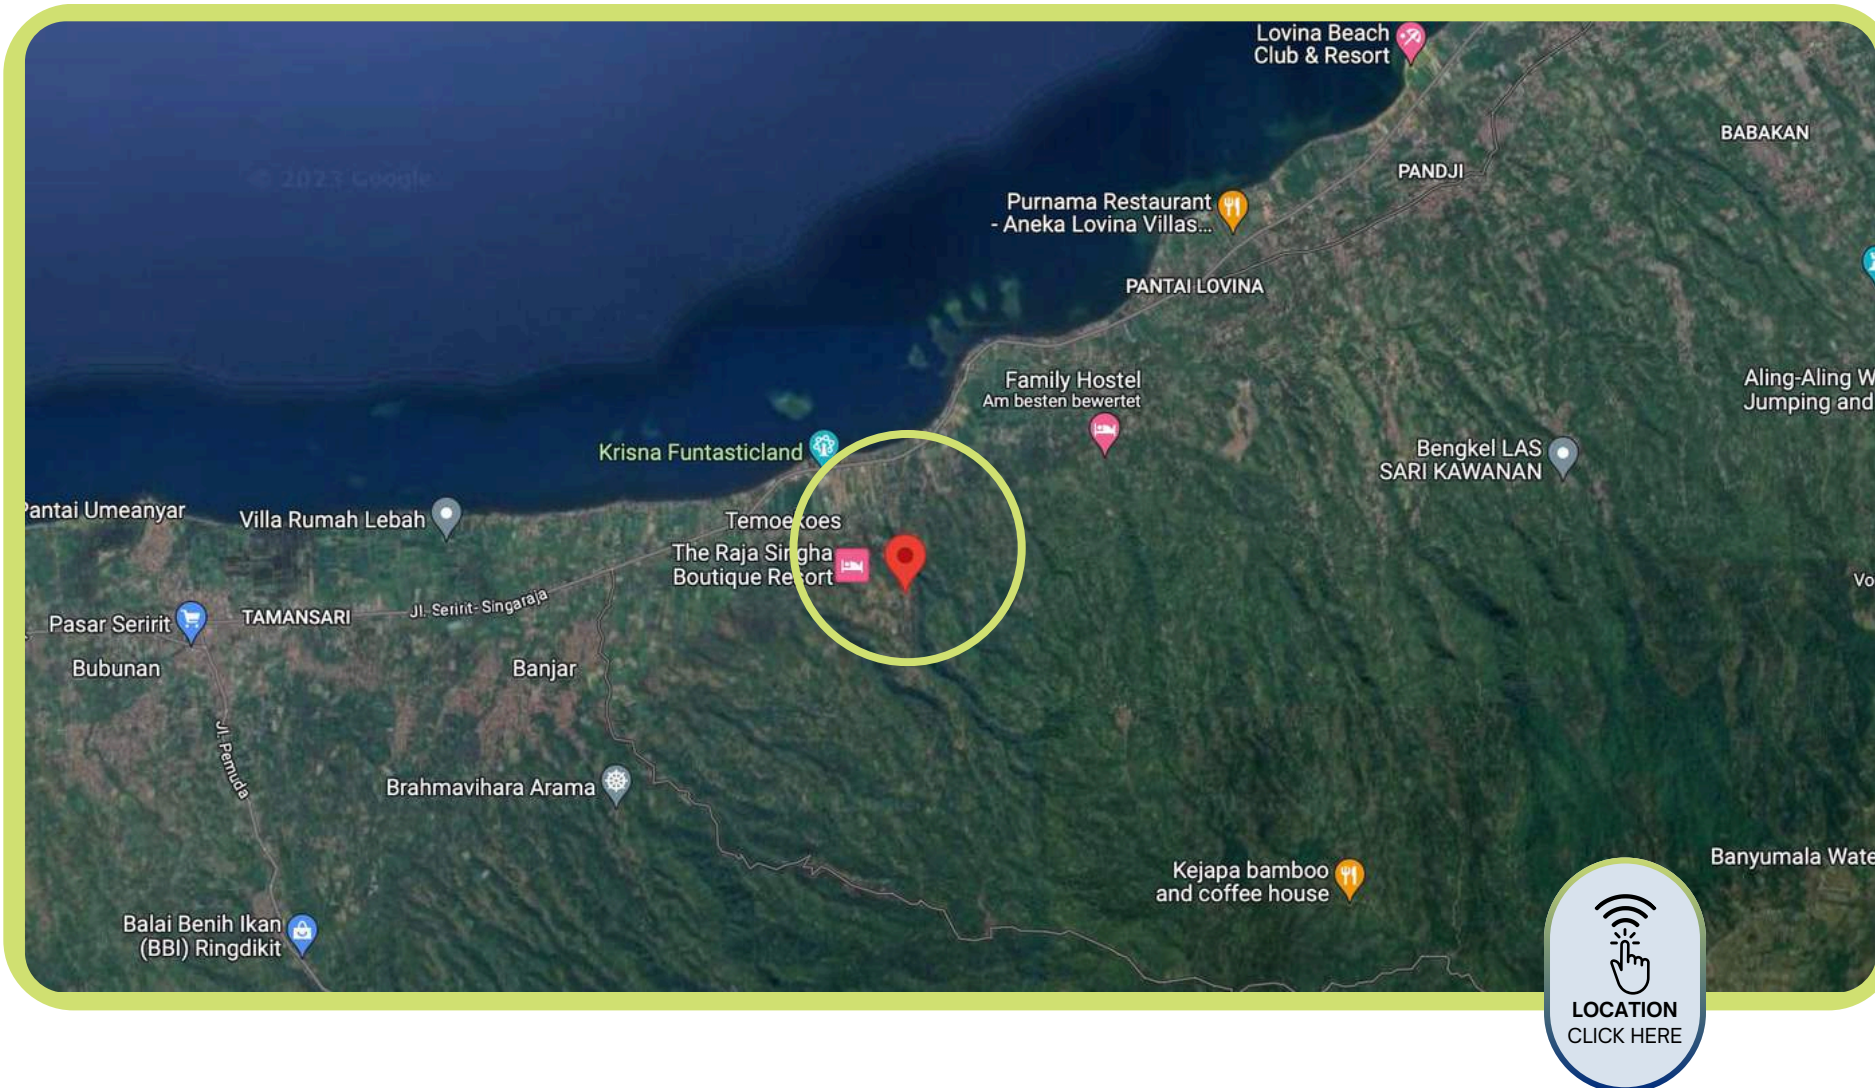 Lovina Beach
Club & Resort
BABAKAN
PANDJI
© 2023 Google
Purnama Restaurant
- Aneka Lovina Villas...
PANTAI LOVINA
Family Hostel
Am besten bewertet
Aling-Aling W
Jumping and
Krisna Funtasticland
Bengkel LAS
SARI KAWANAN
Pantai Umeanyar
Villa Rumah Lebah
Temoekoes
The Raja Singha
Boutique Resort
Vo
Pasar Seririt
TAMANSARI
Jl. Seririt-Singaraja
Bubunan
Banjar
Jl. Pemuda
Brahmavihara Arama
Kejapa bamboo
and coffee house
Banyumala Wate
Balai Benih Ikan
(BBI) Ringdikit
LOCATION
CLICK HERE